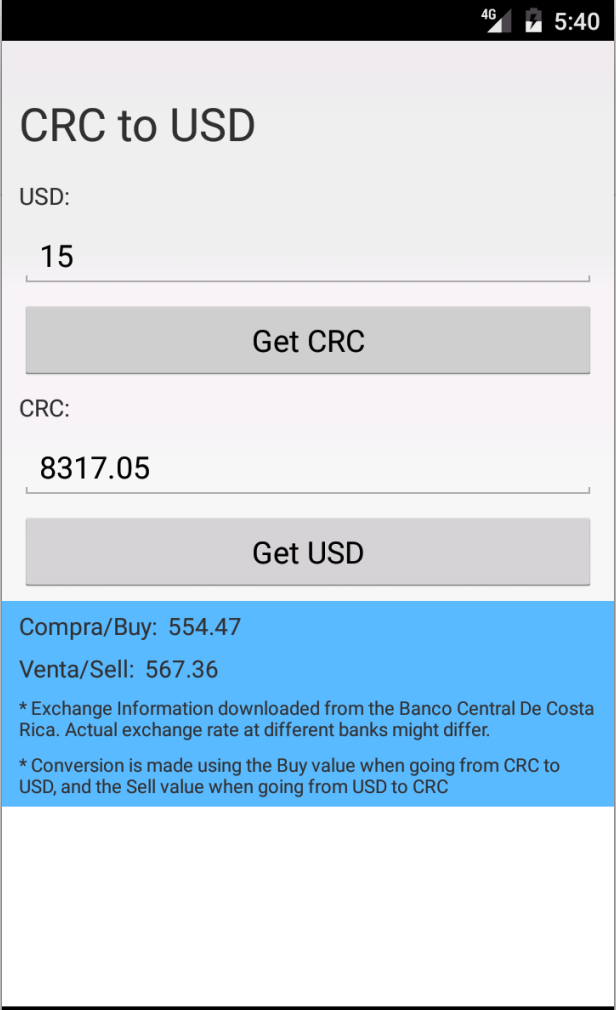 4G 5:40
CRC to USD
USD:
15
Get CRC
CRC:
8317.05
Get USD
Compra/Buy: 554.47
Venta/Sell: 567.36
* Exchange Information downloaded from the Banco Central De Costa
Rica. Actual exchange rate at different banks might differ.
* Conversion is made using the Buy value when going from CRC to
USD, and the Sell value when going from USD to CRC